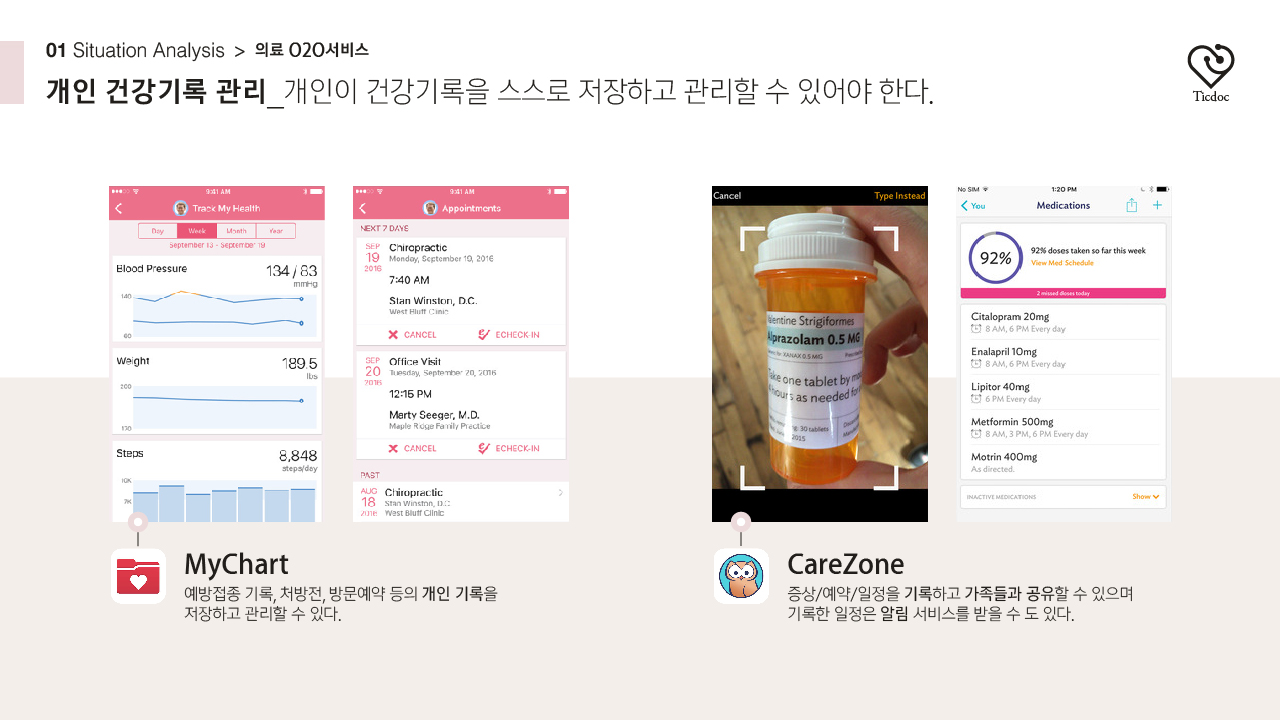 01 Situation Analysis > 의료 O2O서비스
개인 건강기록 관리_개인이 건강기록을 스스로 저장하고 관리할 수 있어야 한다.
Ticdoc
9:41 AM
Track My Health
Day Week Month Year
September 13 - September 19
Blood Pressure 134 / 83
mmHg
140
60
Weight 189.5
lbs
200
170
Steps 8,848
steps/day
10K
7K
9:41 AM
Appointments
NEXT 7 DAYS
SEP 19 2016
Chiropractic
Monday, September 19, 2016
7:40 AM
Stan Winston, D.C.
West Bluff Clinic
CANCEL ECHECK-IN
SEP 20 2016
Office Visit
Tuesday, September 20, 2016
12:15 PM
Marty Seeger, M.D.
Maple Ridge Family Practice
CANCEL ECHECK-IN
PAST
AUG 18 2016
Chiropractic
Stan Winston, D.C.
West Bluff Clinic
Cancel Type Instead
alentine Strigiformes
Alprazolam 0.5 MG
for XANAX 0.5 MG
Take one tablet by
hours as needed for
30 tablets
2015
No SIM 1:20 PM
You Medications
92%
92% doses taken so far this week
View Med Schedule
2 missed doses today
Citalopram 20mg
8 AM, 6 PM Every day
Enalapril 10mg
8 AM, 6 PM Every day
Lipitor 40mg
6 PM Every day
Metformin 500mg
8 AM, 3 PM, 6 PM Every day
Motrin 400mg
As directed.
INACTIVE MEDICATIONS Show
MyChart
예방접종 기록, 처방전, 방문예약 등의 개인 기록을
저장하고 관리할 수 있다.
CareZone
증상/예약/일정을 기록하고 가족들과 공유할 수 있으며
기록한 일정은 알림 서비스를 받을 수 도 있다.